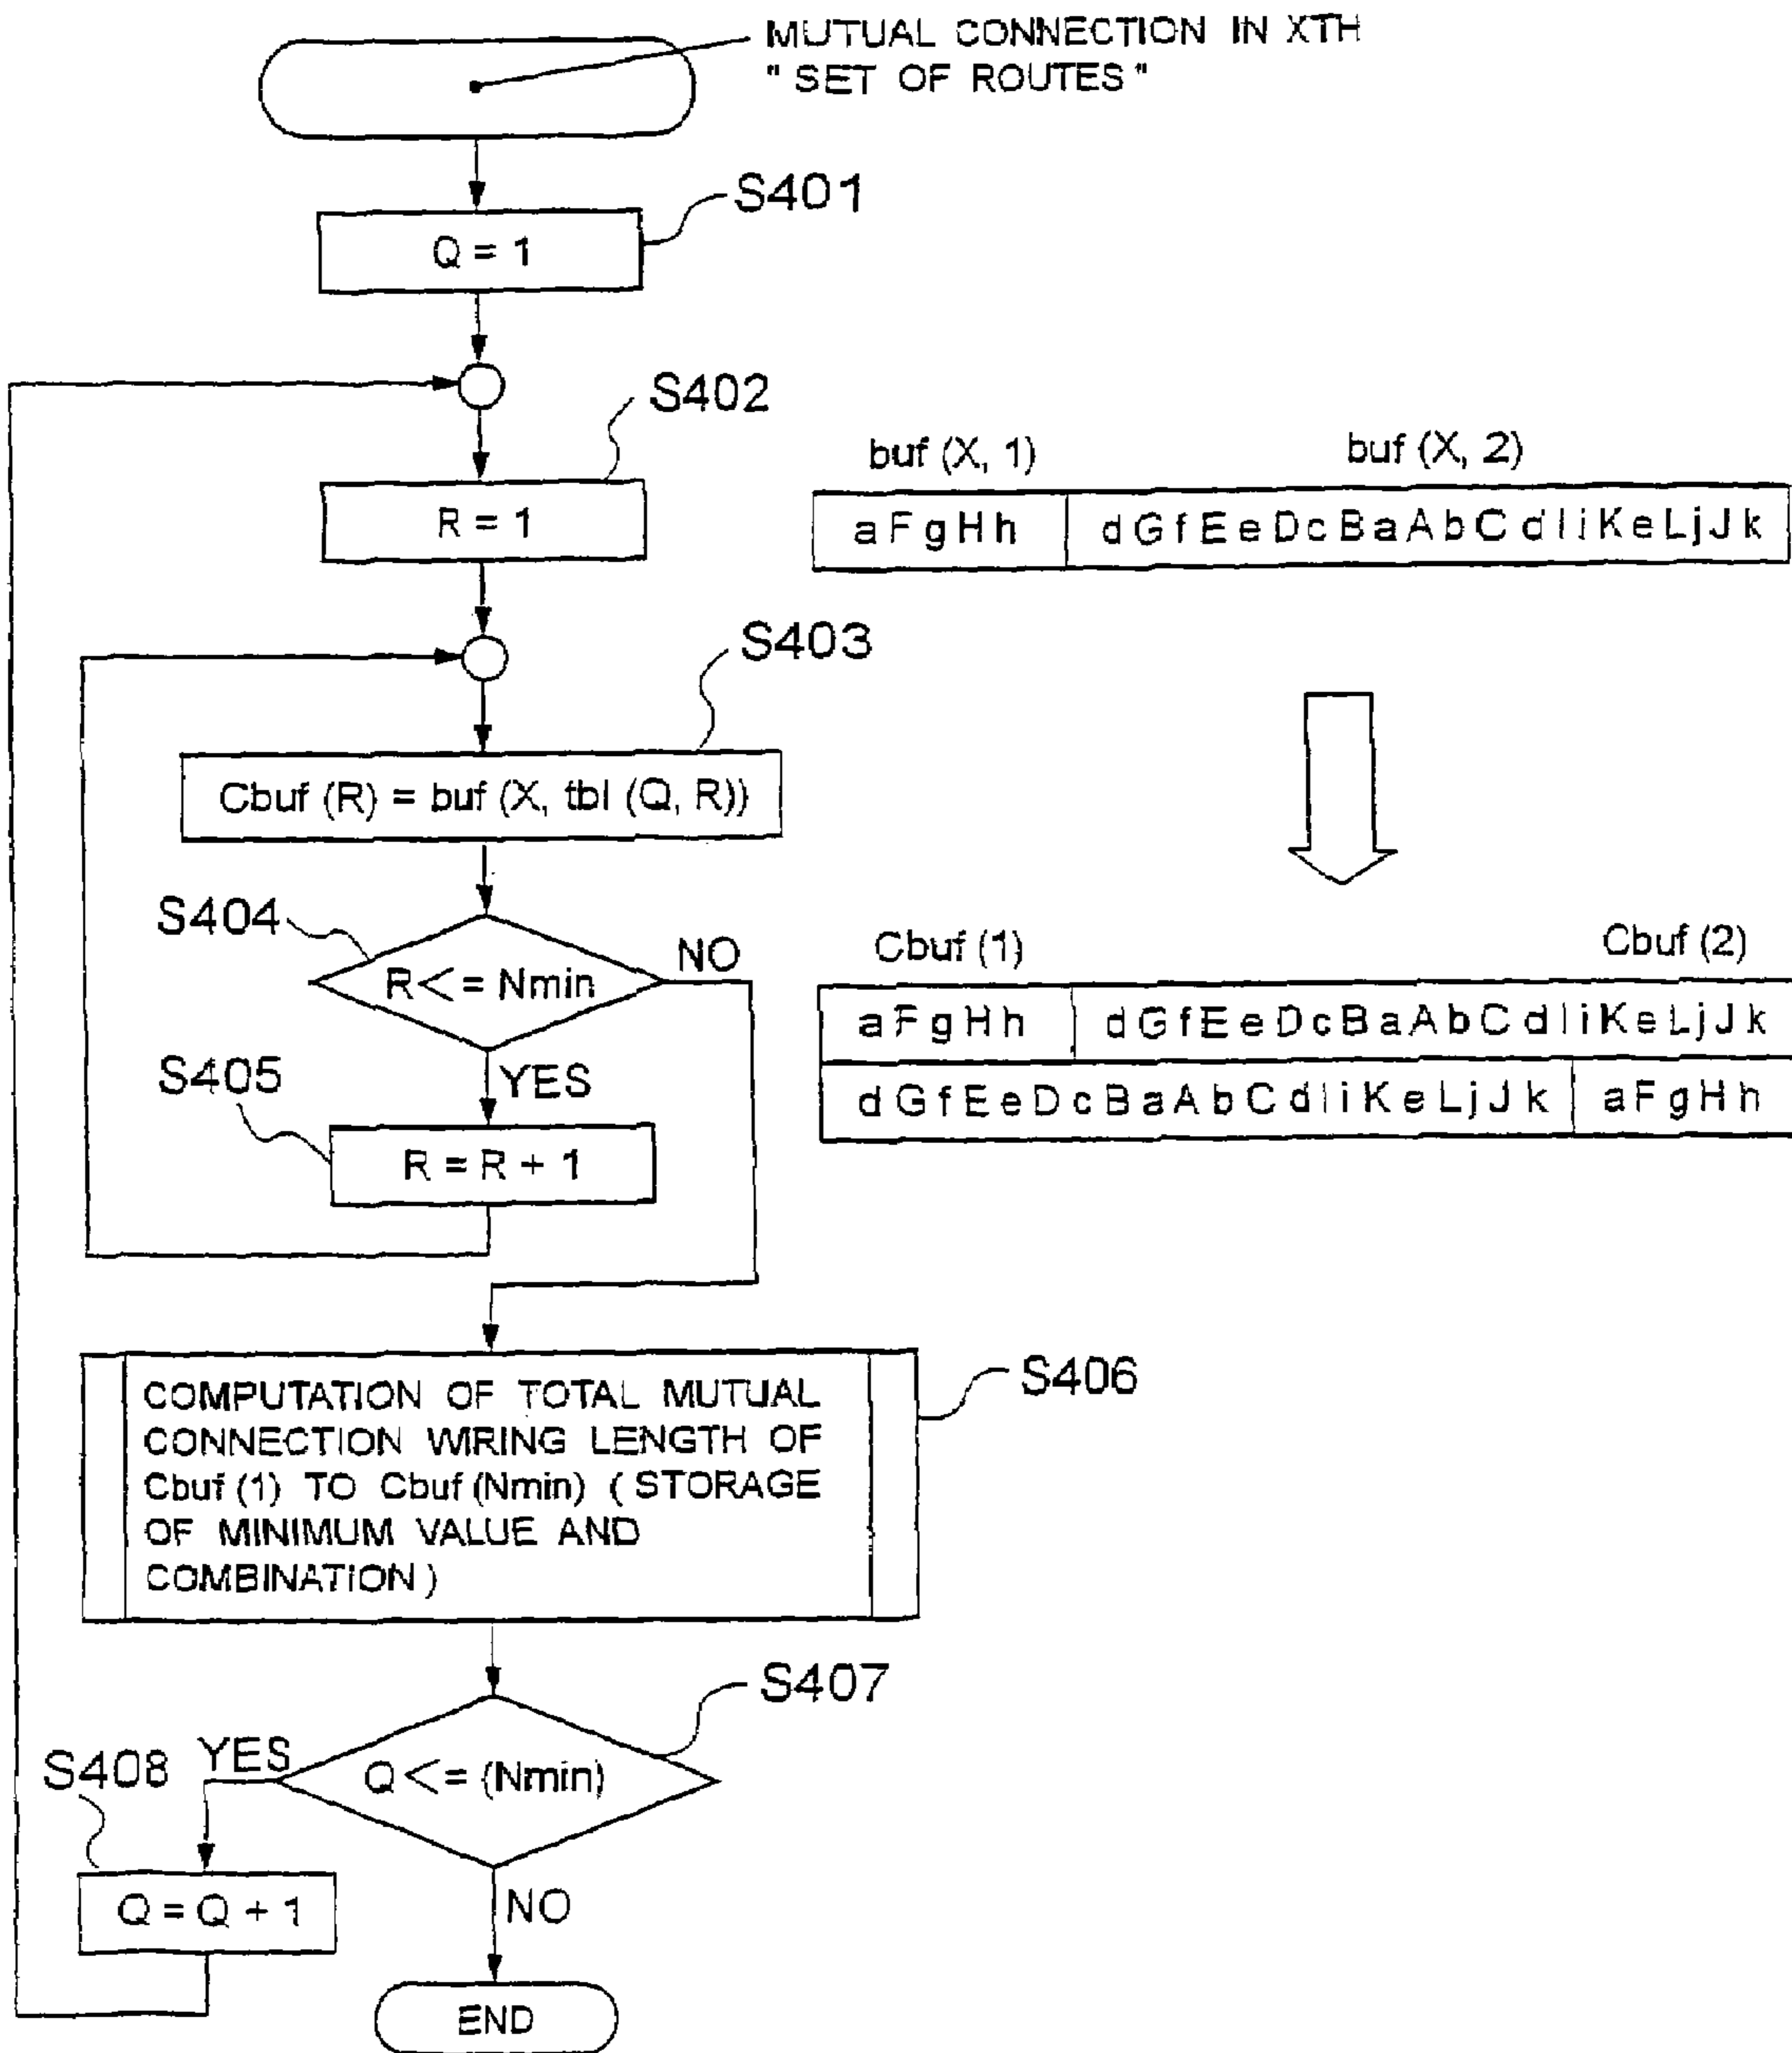 MUTUAL CONNECTION IN XTH
" SET OF ROUTES "
S401
Q = 1
S402
R = 1
buf (X, 1)
buf (X, 2)
a F g H h
d G f E e D c B a A b C d I i K e L j J k
S403
Cbuf (R) = buf (X, tbl (Q, R))
S404
R <= Nmin
NO
YES
S405
R = R + 1
Cbuf (1)
Cbuf (2)
a F g H h
d G f E e D c B a A b C d I i K e L j J k
d G f E e D c B a A b C d I i K e L j J k
a F g H h
S406
COMPUTATION OF TOTAL MUTUAL
CONNECTION WIRING LENGTH OF
Cbuf (1) TO Cbuf (Nmin) ( STORAGE
OF MINIMUM VALUE AND
COMBINATION )
S407
Q <= (Nmin)
YES
S408
Q = Q + 1
NO
END